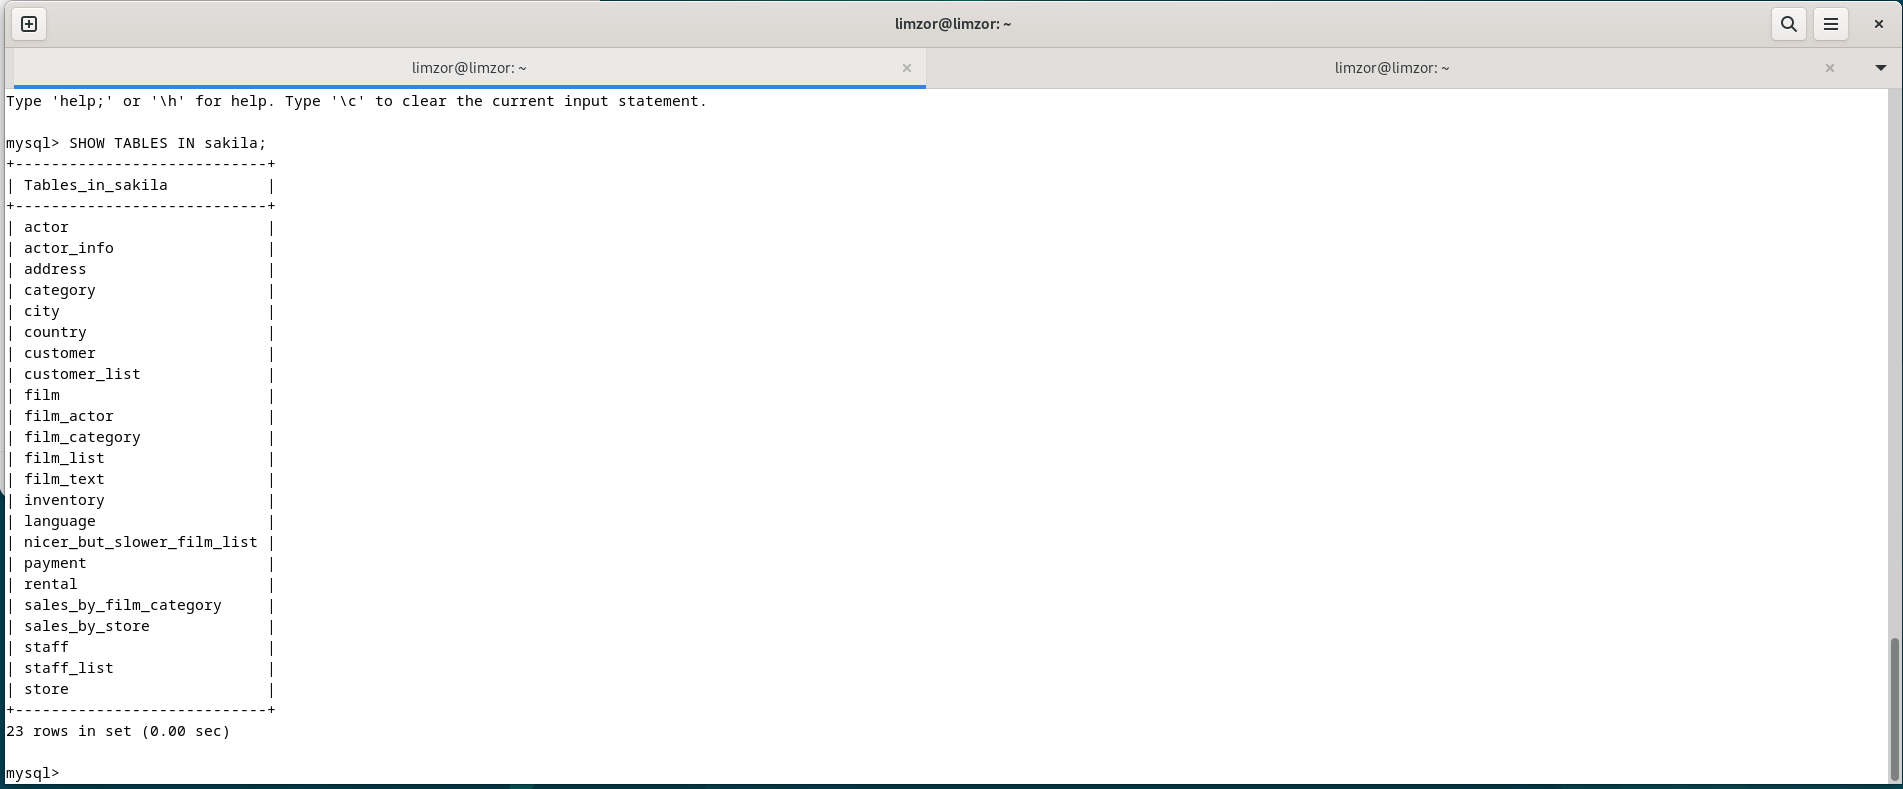 limzor@limzor: ~
limzor@limzor: ~
limzor@limzor: ~
Type 'help;' or '\h' for help. Type '\c' to clear the current input statement.
mysql> SHOW TABLES IN sakila;
+----------------------------+
| Tables_in_sakila           |
+----------------------------+
| actor                      |
| actor_info                 |
| address                    |
| category                   |
| city                       |
| country                    |
| customer                   |
| customer_list              |
| film                       |
| film_actor                 |
| film_category              |
| film_list                  |
| film_text                  |
| inventory                  |
| language                   |
| nicer_but_slower_film_list |
| payment                    |
| rental                     |
| sales_by_film_category     |
| sales_by_store             |
| staff                      |
| staff_list                 |
| store                      |
+----------------------------+
23 rows in set (0.00 sec)
mysql>